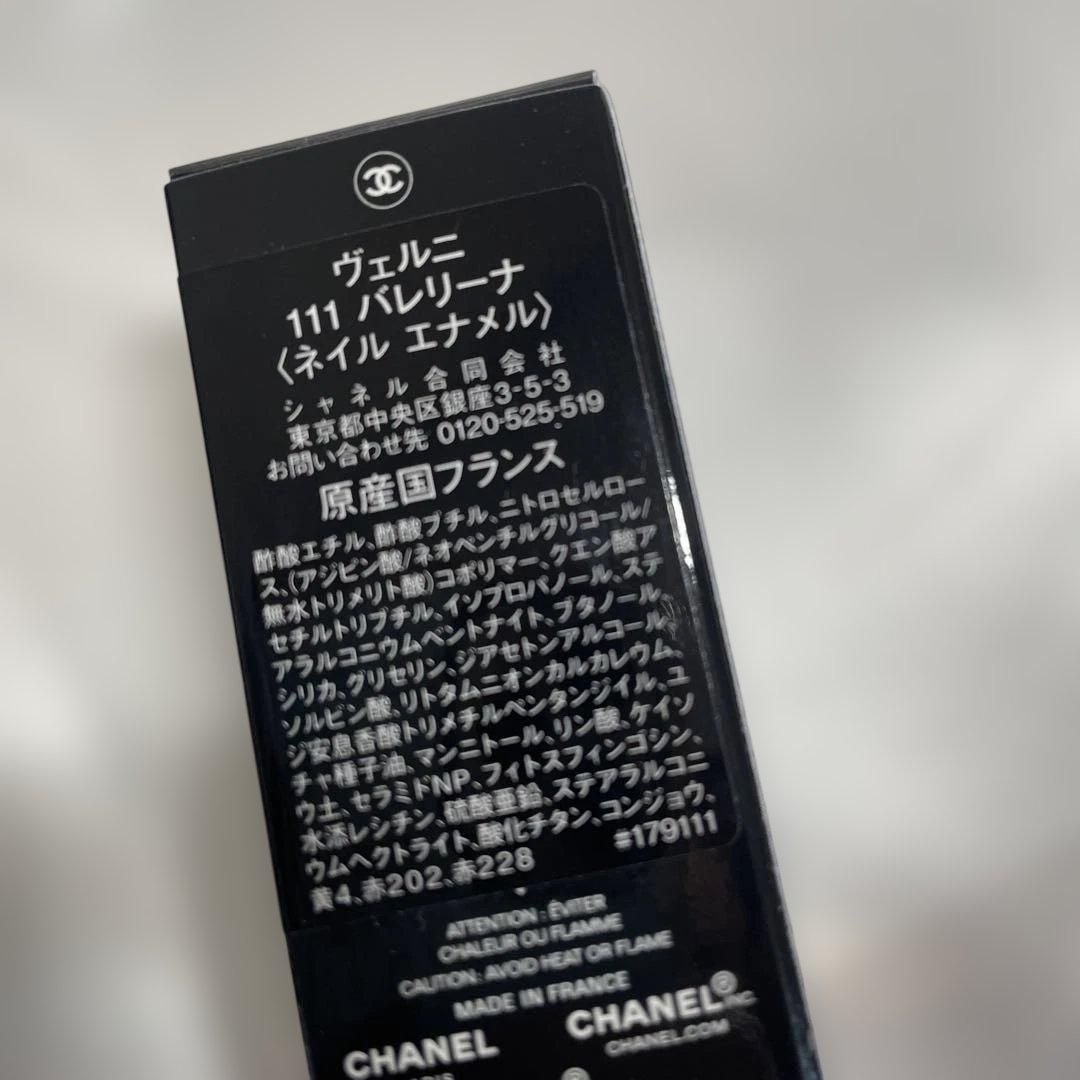 ヴェルニ
111 バレリーナ
〈ネイル エナメル〉
シャネル合同会社
東京都中央区銀座3-5-3
お問い合わせ先 0120-525-519
原産国フランス
酢酸エチル、酢酸ブチル、ニトロセルロー
ス、(アジピン酸/ネオペンチルグリコール/
無水トリメリト酸)コポリマー、クエン酸ア
セチルトリブチル、イソプロパノール、ステ
アラルコニウムベントナイト、ブタノール、
シリカ、グリセリン、ジアセトンアルコール、
ソルビン酸、リトタムニオンカルカレウム、
ジ安息香酸トリメチルペンタンジイル、ユ
チャ種子油、マンニトール、リン酸、ケイソ
ウ土、セラミドNP、フィトスフィンゴシン、
水添レシチン、硫酸亜鉛、ステアラルコニ
ウムヘクトライト、酸化チタン、コンジョウ、
黄4、赤202、赤228 #179111
ATTENTION : ÉVITER
CHALEUR OU FLAMME
CAUTION: AVOID HEAT OR FLAME
MADE IN FRANCE
CHANEL CHANEL® INC.
PARIS CHANEL.COM